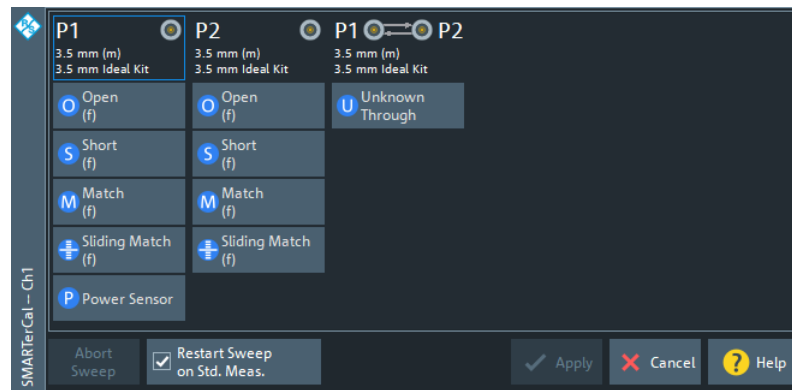 P1
3.5 mm (m)
3.5 mm Ideal Kit
P2
3.5 mm (m)
3.5 mm Ideal Kit
P1 P2
3.5 mm (m)
3.5 mm Ideal Kit
O Open
(f)
S Short
(f)
M Match
(f)
Sliding Match
(f)
P Power Sensor
O Open
(f)
S Short
(f)
M Match
(f)
Sliding Match
(f)
U Unknown
Through
SMARTerCal – Ch1
Abort
Sweep
Restart Sweep
on Std. Meas.
Apply
Cancel
? Help